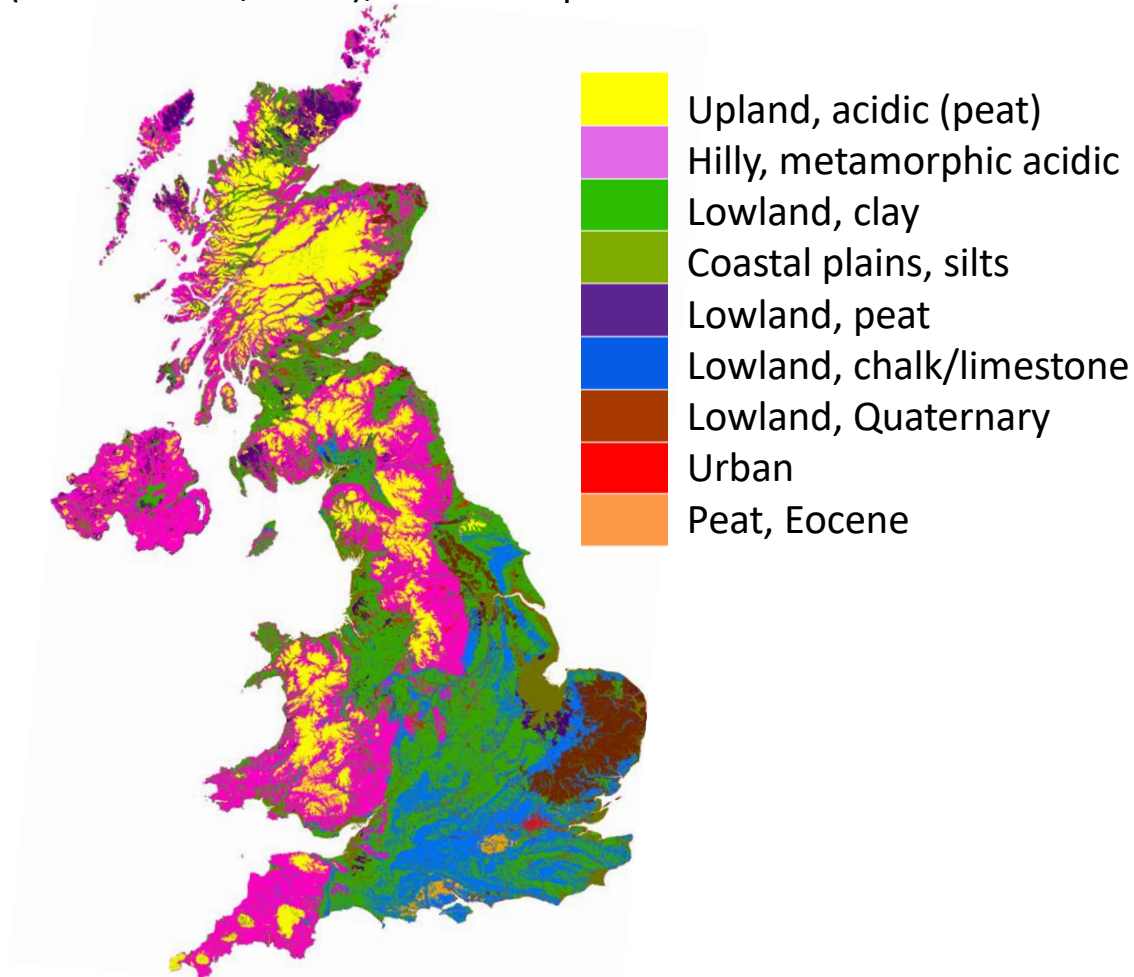 Upland, acidic (peat)
Hilly, metamorphic acidic
Lowland, clay
Coastal plains, silts
Lowland, peat
Lowland, chalk/limestone
Lowland, Quaternary
Urban
Peat, Eocene